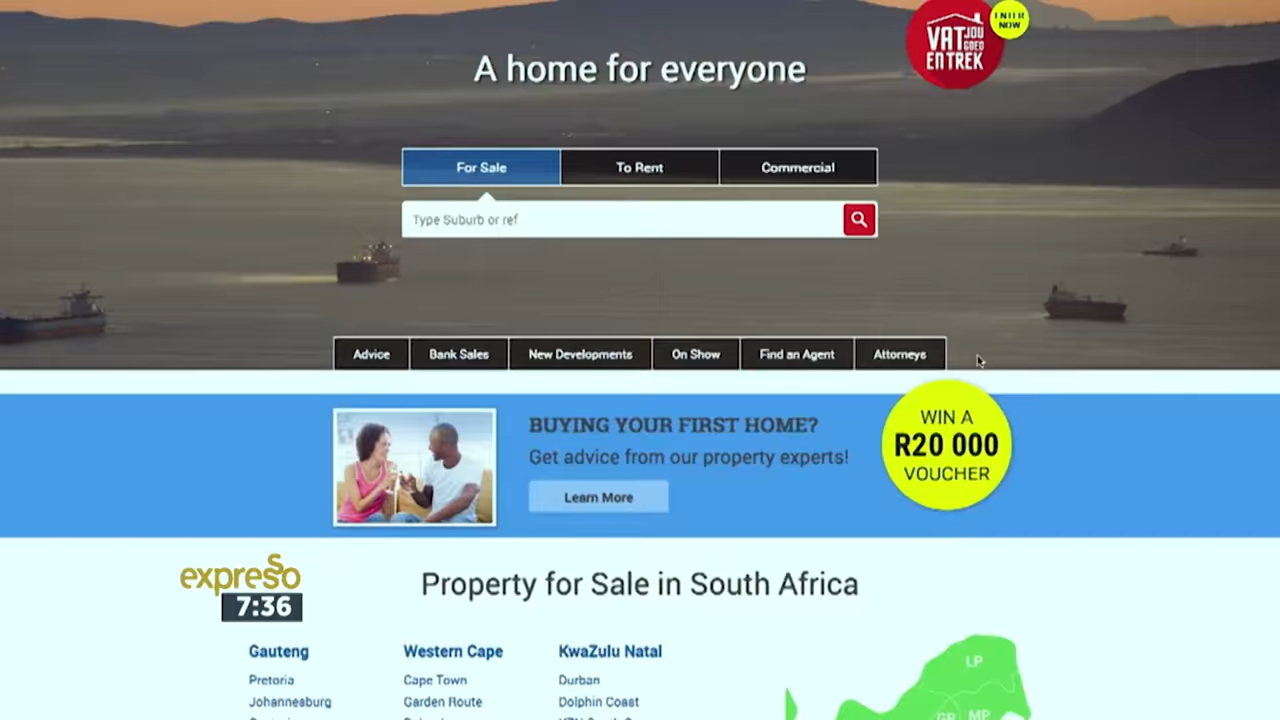 ENTER
NOW
VAT JOU
GOED
EN TREK
A home for everyone
For Sale
To Rent
Commercial
Type Suburb or ref
Advice
Bank Sales
New Developments
On Show
Find an Agent
Attorneys
BUYING YOUR FIRST HOME?
Get advice from our property experts!
Learn More
WIN A
R20 000
VOUCHER
expresso
7:36
Property for Sale in South Africa
Gauteng
Western Cape
KwaZulu Natal
Pretoria
Cape Town
Durban
Johannesburg
Garden Route
Dolphin Coast
LP
GP
MP